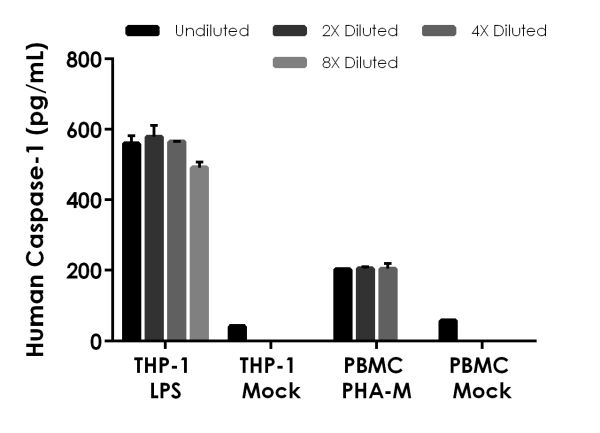 Undiluted 2X Diluted 4X Diluted
8X Diluted
Human Caspase-1 (pg/mL)
800
600
400
200
0
THP-1 THP-1 PBMC PBMC
LPS Mock PHA-M Mock